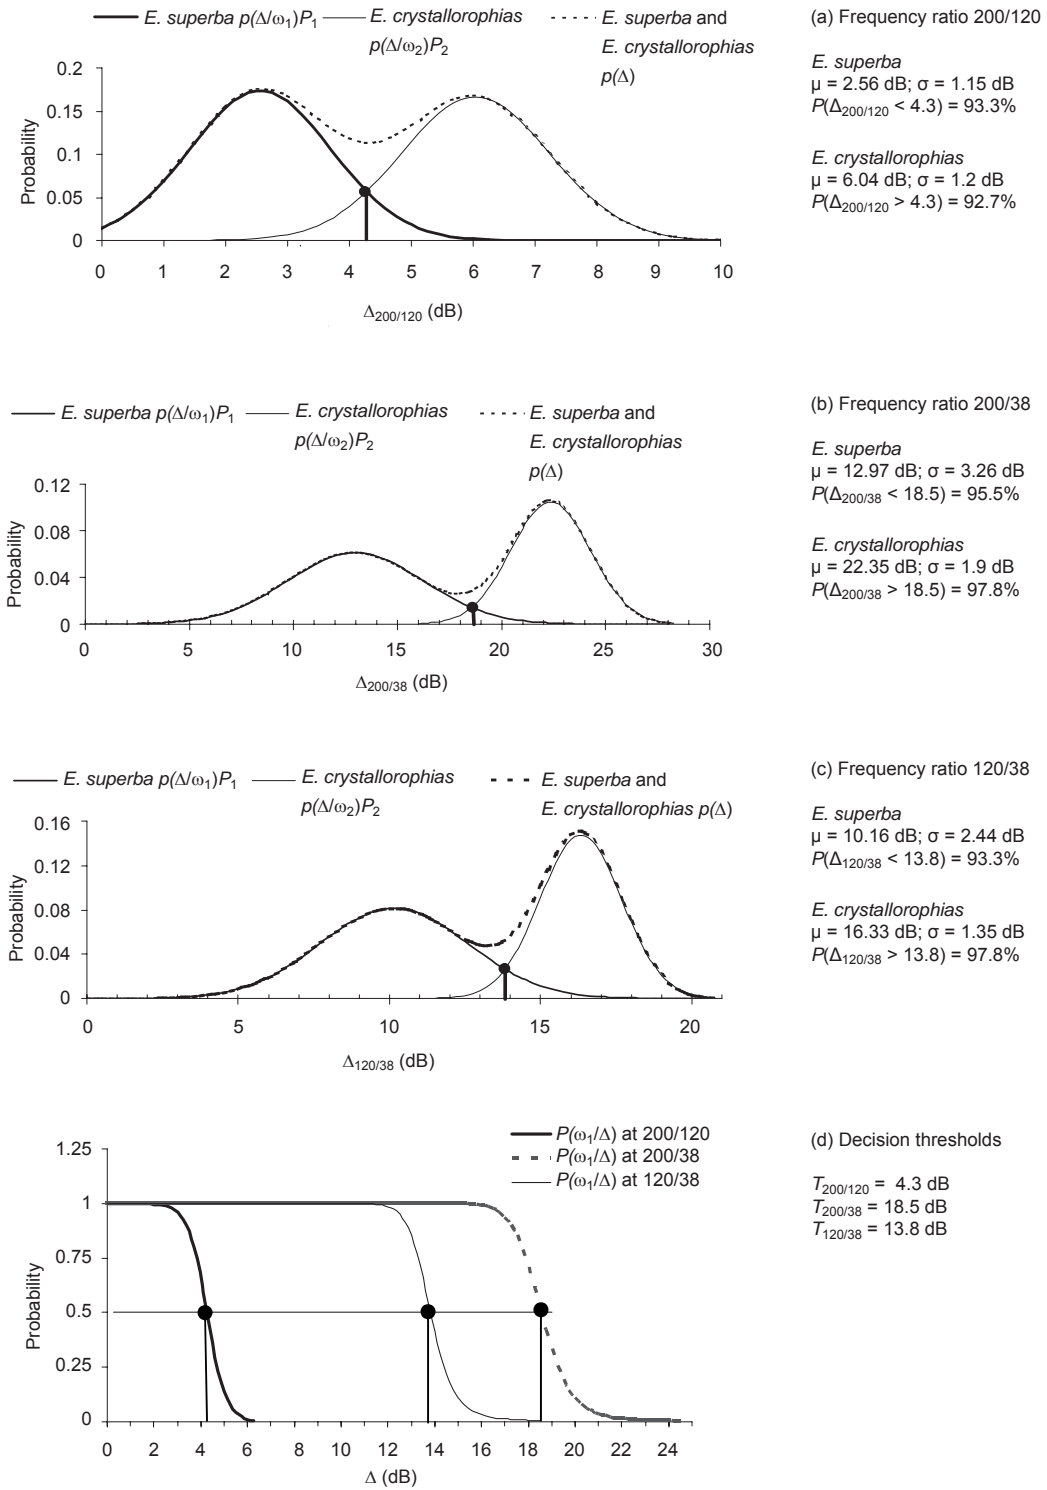 E. superba p(Δ/ω1)P1
E. crystallorophias
p(Δ/ω2)P2
E. superba and
E. crystallorophias
p(Δ)
(a) Frequency ratio 200/120
E. superba
μ = 2.56 dB; σ = 1.15 dB
P(Δ200/120 < 4.3) = 93.3%
E. crystallorophias
μ = 6.04 dB; σ = 1.2 dB
P(Δ200/120 > 4.3) = 92.7%
Probability
0.2
0.15
0.1
0.05
0
0 1 2 3 4 5 6 7 8 9 10
Δ200/120 (dB)
E. superba p(Δ/ω1)P1
E. crystallorophias
p(Δ/ω2)P2
E. superba and
E. crystallorophias
p(Δ)
(b) Frequency ratio 200/38
E. superba
μ = 12.97 dB; σ = 3.26 dB
P(Δ200/38 < 18.5) = 95.5%
E. crystallorophias
μ = 22.35 dB; σ = 1.9 dB
P(Δ200/38 > 18.5) = 97.8%
Probability
0.12
0.08
0.04
0
0 5 10 15 20 25 30
Δ200/38 (dB)
E. superba p(Δ/ω1)P1
E. crystallorophias
p(Δ/ω2)P2
E. superba and
E. crystallorophias p(Δ)
(c) Frequency ratio 120/38
E. superba
μ = 10.16 dB; σ = 2.44 dB
P(Δ120/38 < 13.8) = 93.3%
E. crystallorophias
μ = 16.33 dB; σ = 1.35 dB
P(Δ120/38 > 13.8) = 97.8%
Probability
0.16
0.12
0.08
0.04
0
0 5 10 15 20
Δ120/38 (dB)
P(ω1/Δ) at 200/120
P(ω1/Δ) at 200/38
P(ω1/Δ) at 120/38
(d) Decision thresholds
T200/120 = 4.3 dB
T200/38 = 18.5 dB
T120/38 = 13.8 dB
Probability
1.25
1
0.75
0.5
0.25
0
0 2 4 6 8 10 12 14 16 18 20 22 24
Δ (dB)